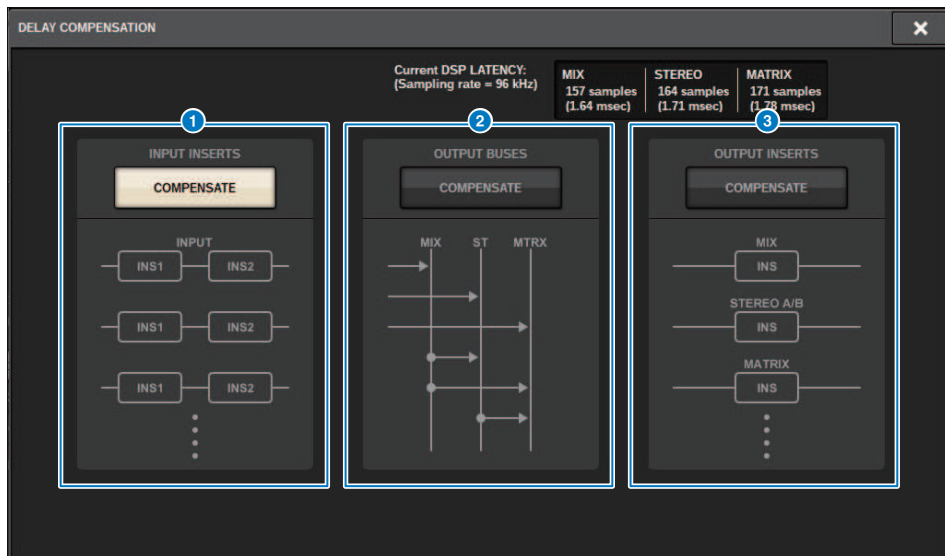 DELAY COMPENSATION
×
Current DSP LATENCY:
(Sampling rate = 96 kHz)
MIX
157 samples
(1.64 msec)
STEREO
164 samples
(1.71 msec)
MATRIX
171 samples
(1.78 msec)
1
INPUT INSERTS
COMPENSATE
INPUT
INS1 INS2
INS1 INS2
INS1 INS2
2
OUTPUT BUSES
COMPENSATE
MIX ST MTRX
3
OUTPUT INSERTS
COMPENSATE
MIX
INS
STEREO A/B
INS
MATRIX
INS